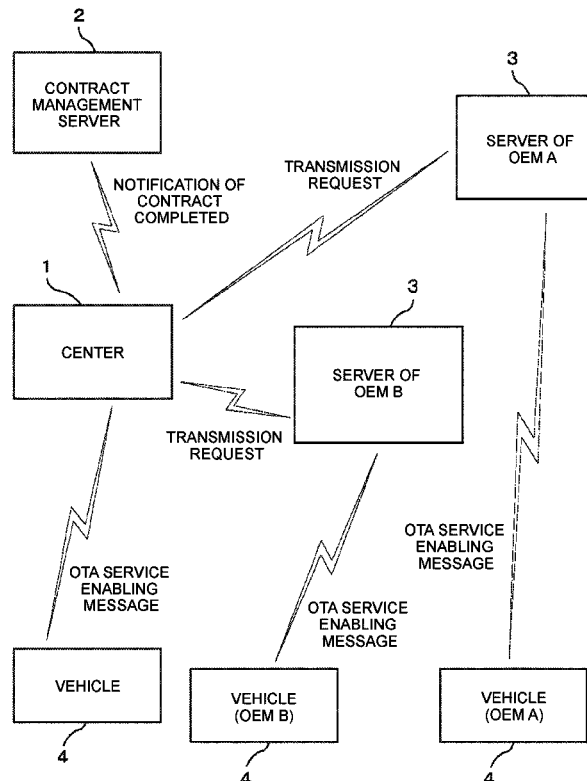 2
CONTRACT
MANAGEMENT
SERVER
3
SERVER OF
OEM A
TRANSMISSION
REQUEST
NOTIFICATION OF
CONTRACT
COMPLETED
1
CENTER
3
SERVER OF
OEM B
TRANSMISSION
REQUEST
OTA SERVICE
ENABLING
MESSAGE
OTA SERVICE
ENABLING
MESSAGE
OTA SERVICE
ENABLING
MESSAGE
VEHICLE
4
VEHICLE
(OEM B)
4
VEHICLE
(OEM A)
4